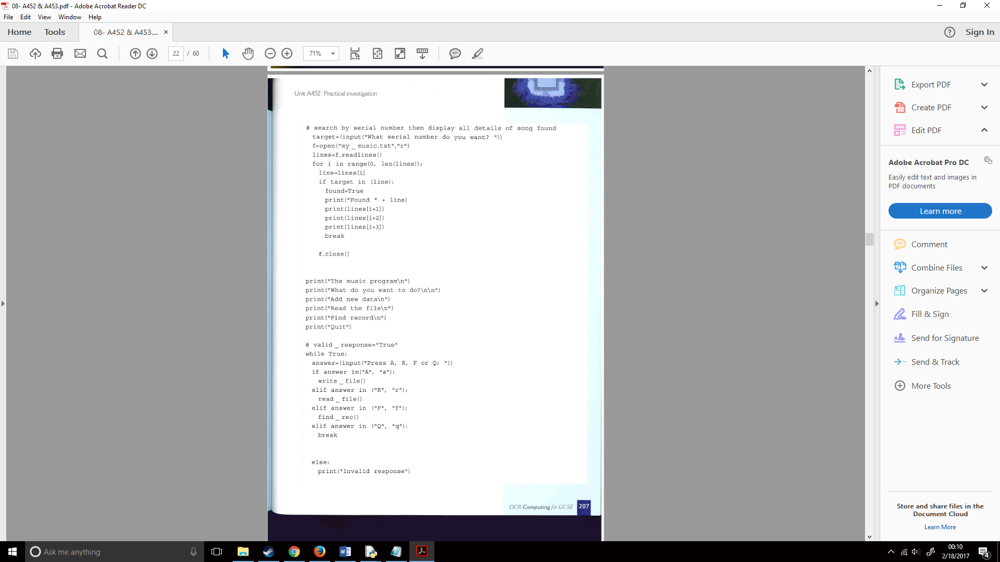 08- A452 & A453.pdf - Adobe Acrobat Reader DC
File Edit View Window Help
Home Tools 08- A452 & A453.... × Sign In
22 / 60 71%
Unit A452 Practical investigation
# search by serial number then display all details of song found
target=(input("What serial number do you want? "))
f=open("my _ music.txt","r")
lines=f.readlines()
for i in range(0, len(lines)):
line=lines[i]
if target in (line):
found=True
print("Found " + line)
print(lines[i+1])
print(lines[i+2])
print(lines[i+3])
break
f.close()
print("The music program\n")
print("What do you want to do?\n\n")
print("Add new data\n")
print("Read the file\n")
print("Find record\n")
print("Quit")
# valid _ response="True"
while True:
answer=(input("Press A, R, F or Q: "))
if answer in("A", "a"):
write _ file()
elif answer in ("R", "r"):
read _ file()
elif answer in ("F", "f"):
find _ rec()
elif answer in ("Q", "q"):
break
else:
print("Invalid response")
OCR Computing for GCSE 207
Export PDF
Create PDF
Edit PDF
Adobe Acrobat Pro DC
Easily edit text and images in
PDF documents
Learn more
Comment
Combine Files
Organize Pages
Fill & Sign
Send for Signature
Send & Track
More Tools
Store and share files in the
Document Cloud
Learn More
Ask me anything
00:10
2/18/2017
4